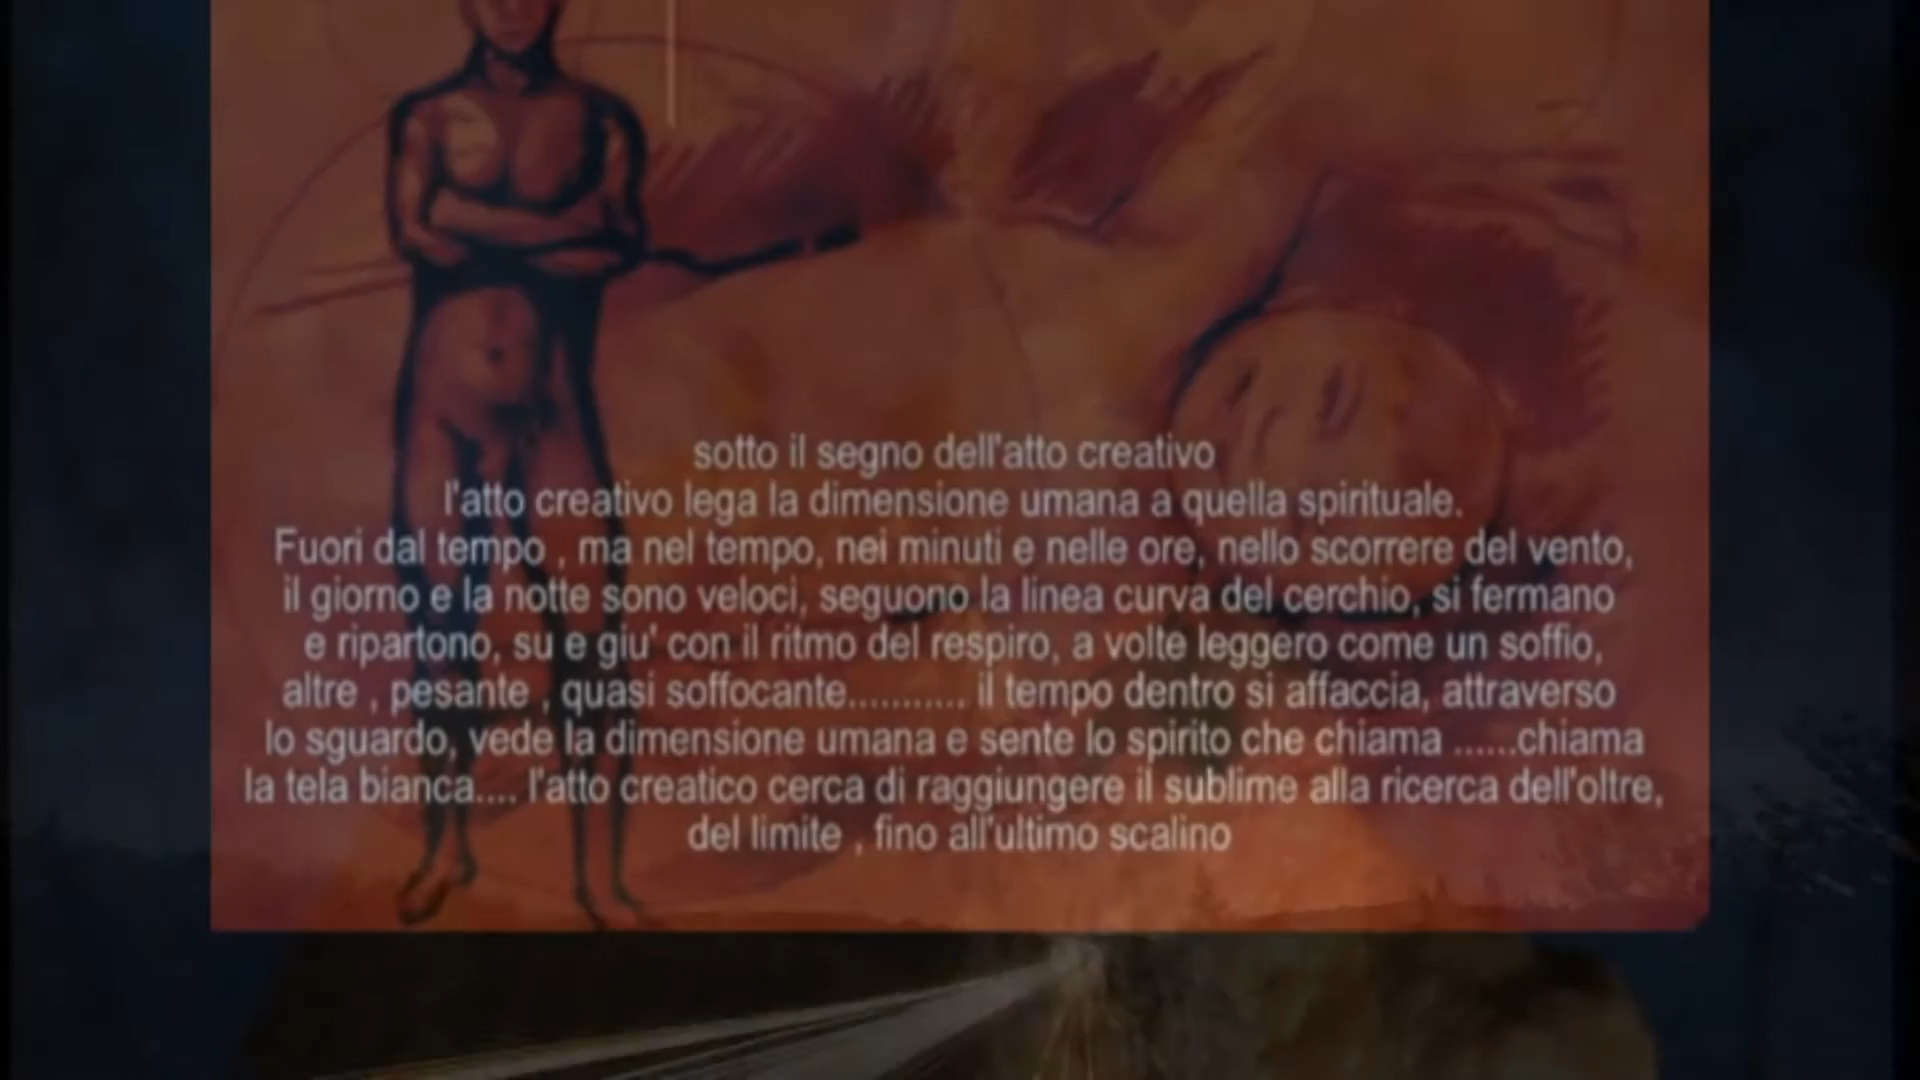 sotto il segno dell'atto creativo
l'atto creativo lega la dimensione umana a quella spirituale.
Fuori dal tempo , ma nel tempo, nei minuti e nelle ore, nello scorrere del vento,
il giorno e la notte sono veloci, seguono la linea curva del cerchio, si fermano
e ripartono, su e giu' con il ritmo del respiro, a volte leggero come un soffio,
altre , pesante , quasi soffocante........... il tempo dentro si affaccia, attraverso
lo sguardo, vede la dimensione umana e sente lo spirito che chiama ......chiama
la tela bianca.... l'atto creatico cerca di raggiungere il sublime alla ricerca dell'oltre,
del limite , fino all'ultimo scalino